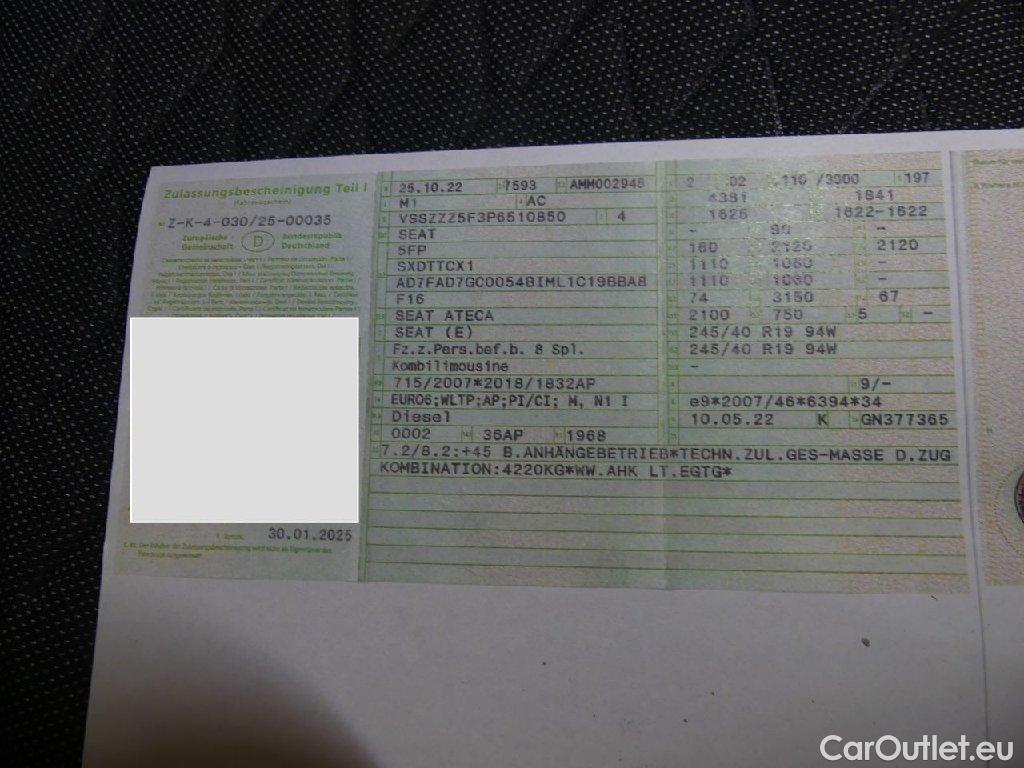 Zulassungsbescheinigung Teil I
(Fahrzeugschein)
Z-K-4-030/25-00035
Europäische Gemeinschaft
D
Bundesrepublik Deutschland
30.01.2025
25.10.22 7593 AMM002945
M1 AC
VSSZZZ5F3P6510850 4
SEAT
5FP
SXDTTCX1
AD7FAD7GC0054BIML1C19BBA8
F16
SEAT ATECA
SEAT (E)
Fz.z.Pers.bef.b. 8 Spl.
Kombilimousine
715/2007*2018/1832AP
EURO6;WLTP;AP;PI/CI; M, N1 I
Diesel
0002 36AP 1968
7.2/8.2:+45 B.ANHÄNGEBETRIEB*TECHN.ZUL.GES-MASSE D.ZUG
KOMBINATION:4220KG*WW.AHK LT.EGTG*
2 02 110 /3000 197
4381 1841
1625 1622-1622
- 90 -
160 2120 2120
1110 1060 -
1110 1060 -
74 3150 67
2100 750 5 -
245/40 R19 94W
245/40 R19 94W
-
9/-
e9*2007/46*6394*34
10.05.22 K GN377365
CarOutlet.eu